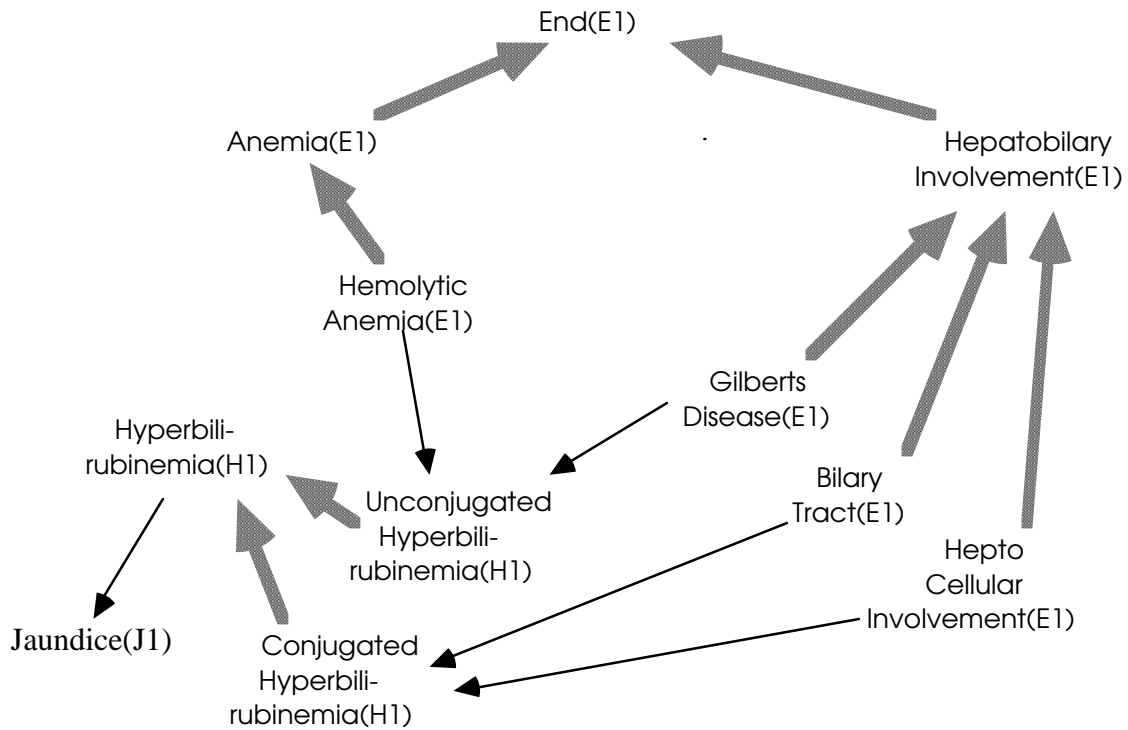 End(E1)
Anemia(E1)
Hepatobilary
Involvement(E1)
Hemolytic
Anemia(E1)
Gilberts
Disease(E1)
Hyperbili-
rubinemia(H1)
Bilary
Tract(E1)
Unconjugated
Hyperbili-
rubinemia(H1)
Hepto
Cellular
Involvement(E1)
Jaundice(J1)
Conjugated
Hyperbili-
rubinemia(H1)